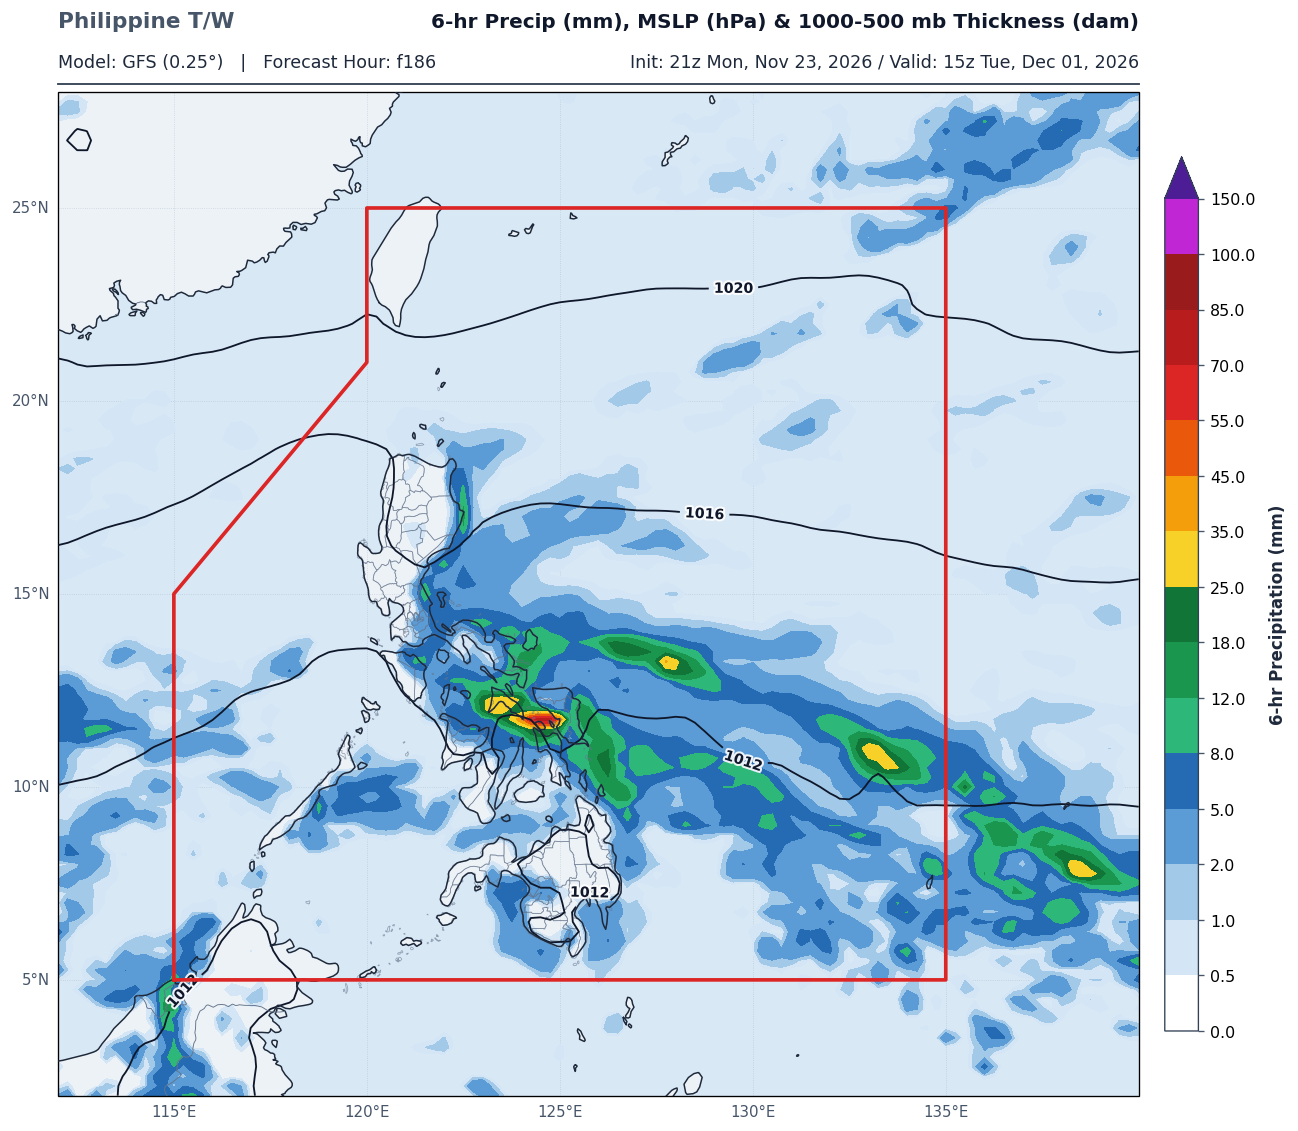 Philippine T/W
6-hr Precip (mm), MSLP (hPa) & 1000-500 mb Thickness (dam)
Model: GFS (0.25°) | Forecast Hour: f186
Init: 21z Mon, Nov 23, 2026 / Valid: 15z Tue, Dec 01, 2026
25°N
20°N
15°N
10°N
5°N
1020
1016
1012
1012
1012
115°E
120°E
125°E
130°E
135°E
150.0
100.0
85.0
70.0
55.0
45.0
35.0
25.0
18.0
12.0
8.0
5.0
2.0
1.0
0.5
0.0
6-hr Precipitation (mm)